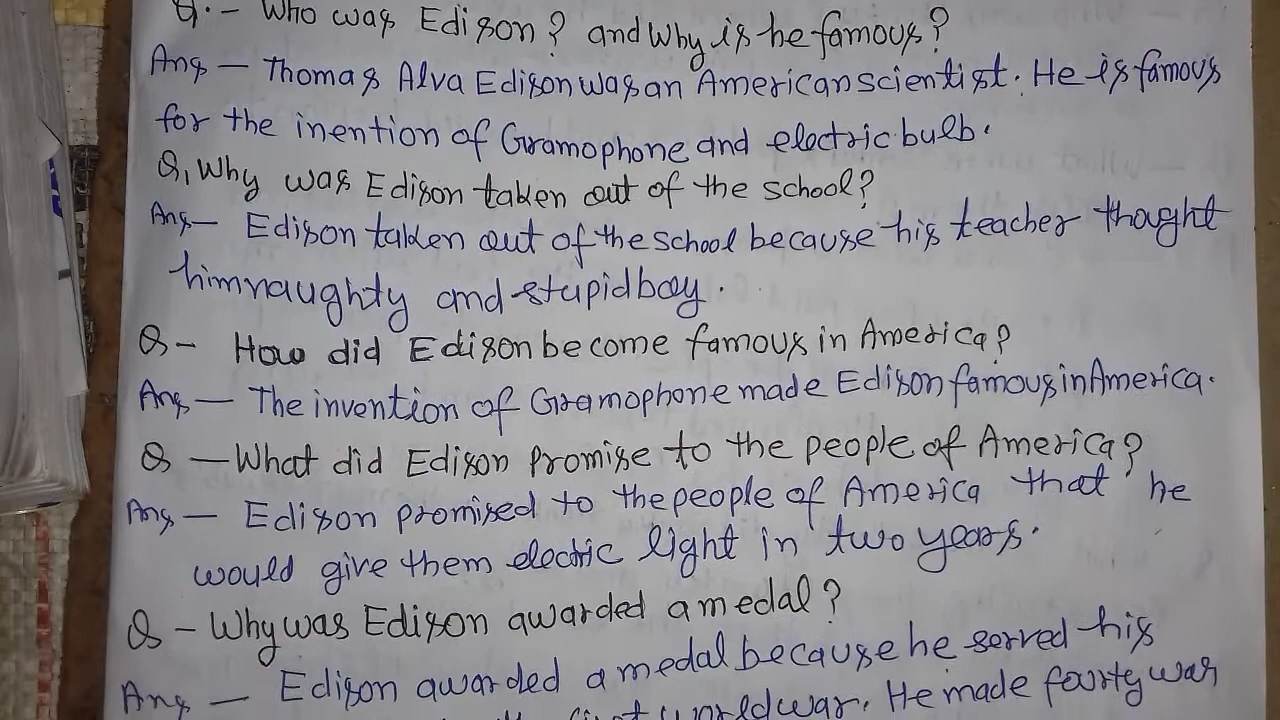 Q. - Who was Edison? and why is he famous?
Ans - Thomas Alva Edison was an American scientist. He is famous
for the inention of Gramophone and electric bulb.
Q, Why was Edison taken out of the school?
Ans - Edison taken out of the school because his teacher thought
him naughty and stupid boy.
Q - How did Edison become famous in America?
Ans - The invention of Gramophone made Edison famous in America.
Q - What did Edison promise to the people of America?
Ans - Edison promised to the people of America that he
would give them electric light in two years.
Q - Why was Edison awarded a medal?
Ans - Edison awarded a medal because he served his
first world war. He made fourty war